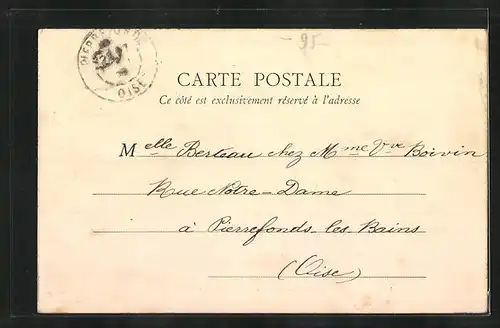 95
PIERREFONDS
OISE
CARTE POSTALE
Ce côté est exclusivement réservé à l'adresse
Melle Berteau chez Mme Vve Boivin
Rue Notre-Dame
à Pierrefonds-les-Bains
(Oise)